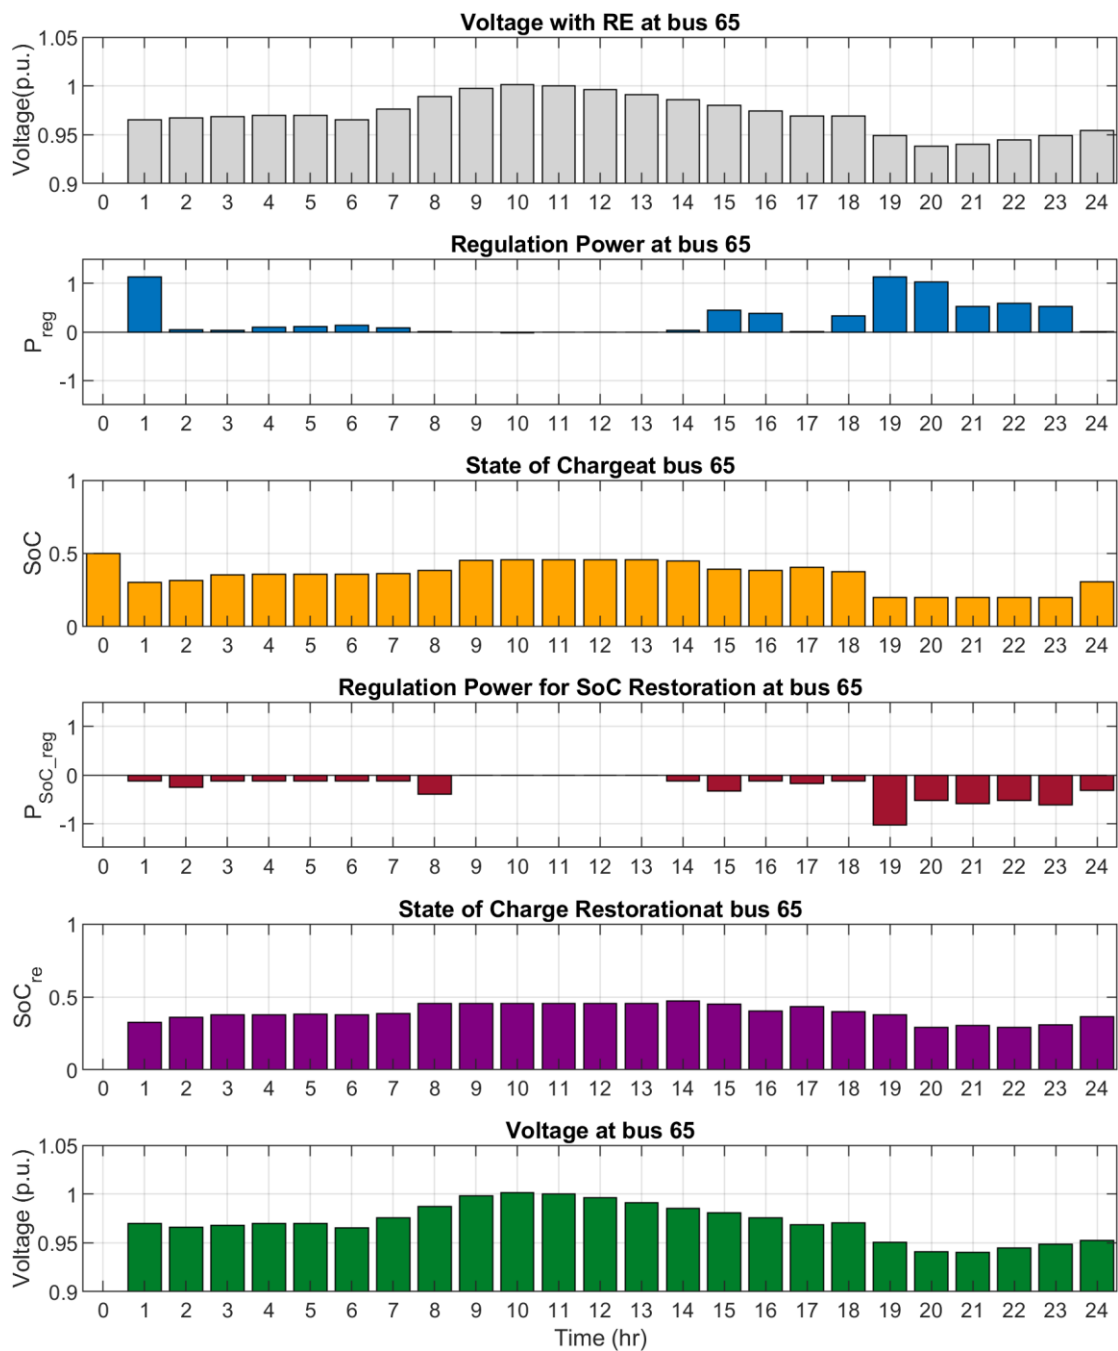 Voltage with RE at bus 65
Voltage(p.u.)
1.05
1
0.95
0.9
0 1 2 3 4 5 6 7 8 9 10 11 12 13 14 15 16 17 18 19 20 21 22 23 24
Regulation Power at bus 65
P_reg
1
0
-1
0 1 2 3 4 5 6 7 8 9 10 11 12 13 14 15 16 17 18 19 20 21 22 23 24
State of Chargeat bus 65
SoC
1
0.5
0
0 1 2 3 4 5 6 7 8 9 10 11 12 13 14 15 16 17 18 19 20 21 22 23 24
Regulation Power for SoC Restoration at bus 65
P_SoC_reg
1
0
-1
0 1 2 3 4 5 6 7 8 9 10 11 12 13 14 15 16 17 18 19 20 21 22 23 24
State of Charge Restorationat bus 65
SoC_re
1
0.5
0
0 1 2 3 4 5 6 7 8 9 10 11 12 13 14 15 16 17 18 19 20 21 22 23 24
Voltage at bus 65
Voltage (p.u.)
1.05
1
0.95
0.9
0 1 2 3 4 5 6 7 8 9 10 11 12 13 14 15 16 17 18 19 20 21 22 23 24
Time (hr)